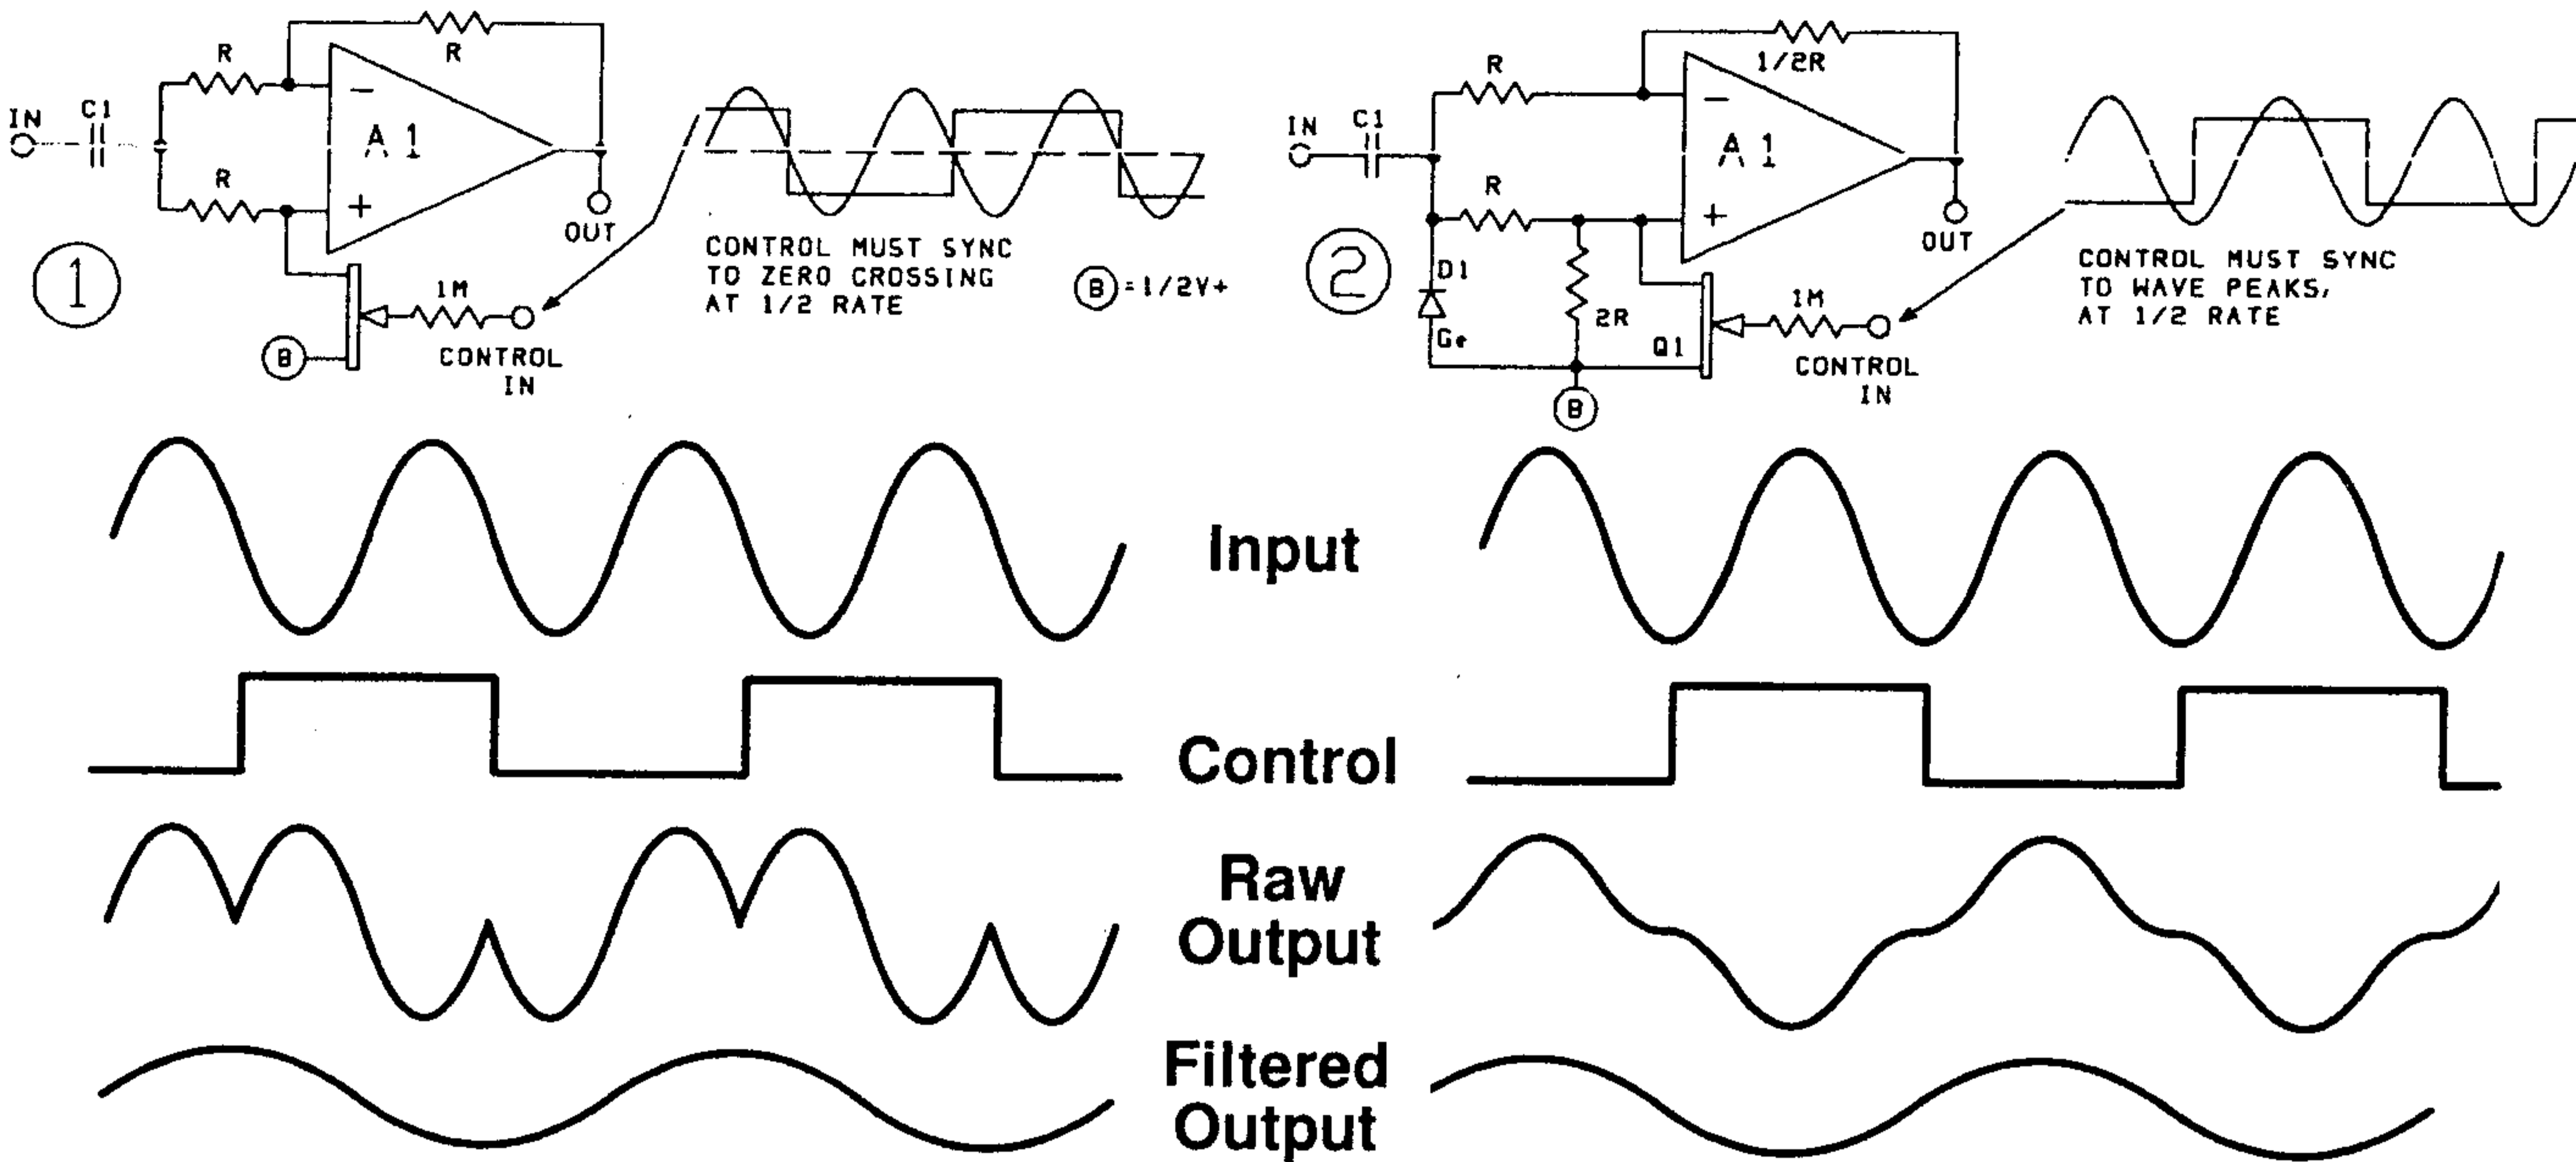 R
R
IN
C1
A 1
-
+
R
OUT
1
1M
B
CONTROL
IN
CONTROL MUST SYNC
TO ZERO CROSSING
AT 1/2 RATE
B = 1/2V+
1/2R
R
IN
C1
A 1
-
+
R
OUT
2
D1
Ge
2R
Q1
1M
B
CONTROL
IN
CONTROL MUST SYNC
TO WAVE PEAKS,
AT 1/2 RATE
Input
Control
Raw
Output
Filtered
Output